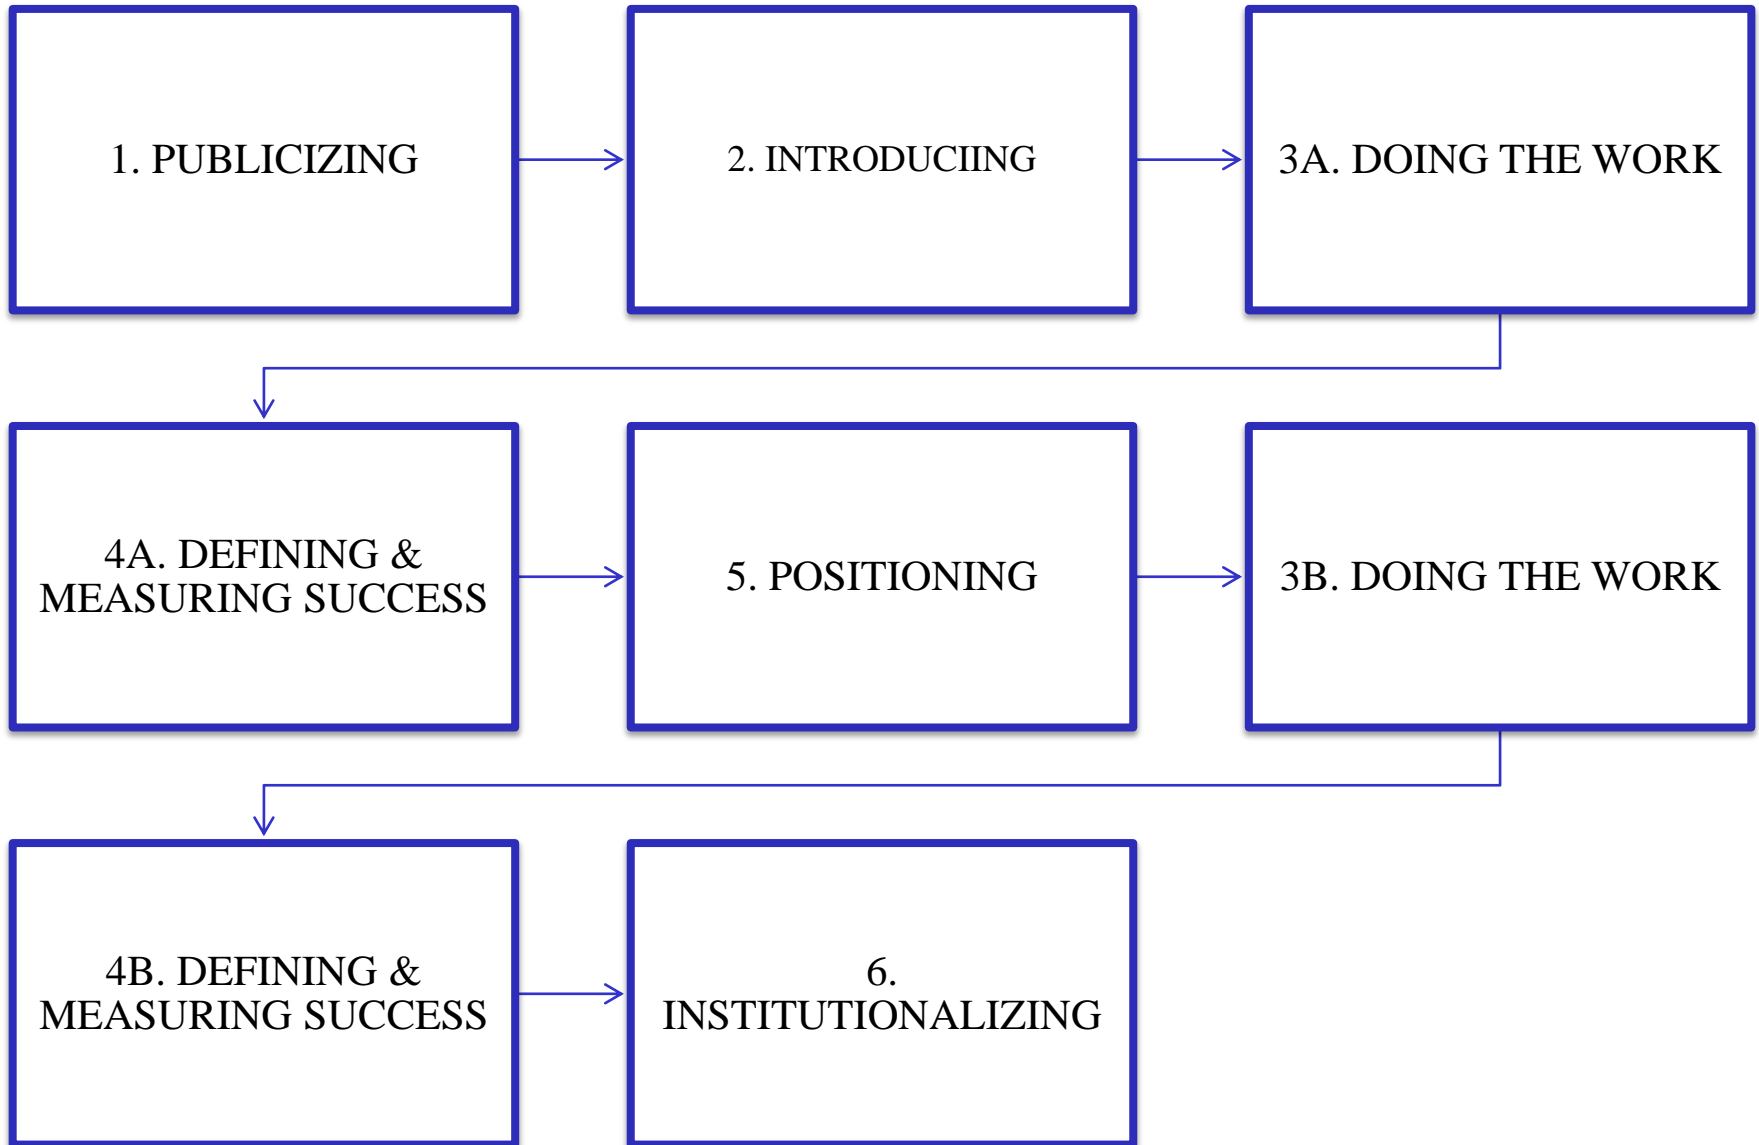 1. PUBLICIZING
2. INTRODUCIING
3A. DOING THE WORK
4A. DEFINING &
MEASURING SUCCESS
5. POSITIONING
3B. DOING THE WORK
4B. DEFINING &
MEASURING SUCCESS
6.
INSTITUTIONALIZING